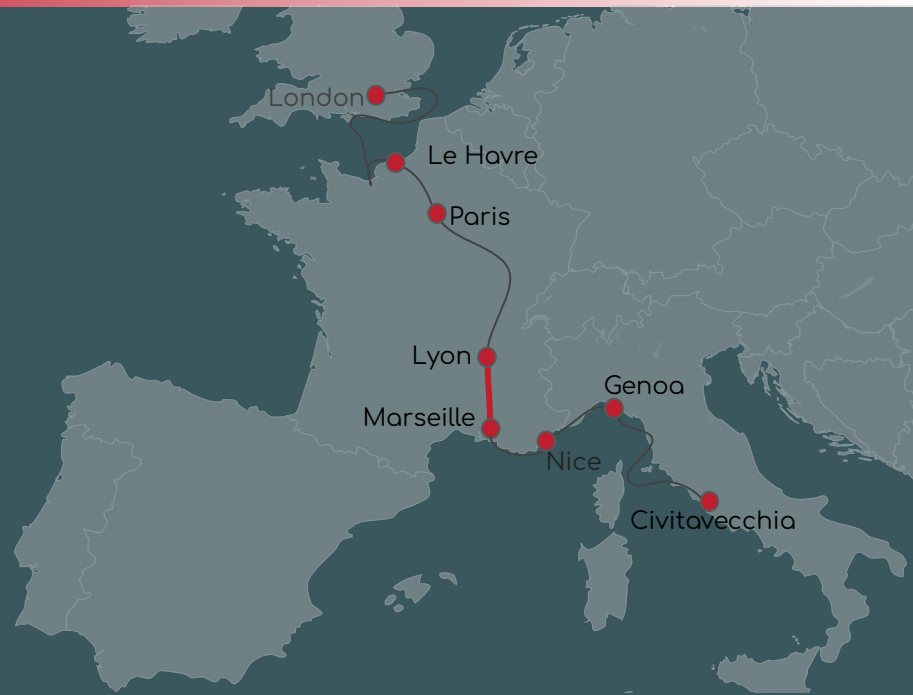 London
Le Havre
Paris
Lyon
Genoa
Marseille
Nice
Civitavecchia